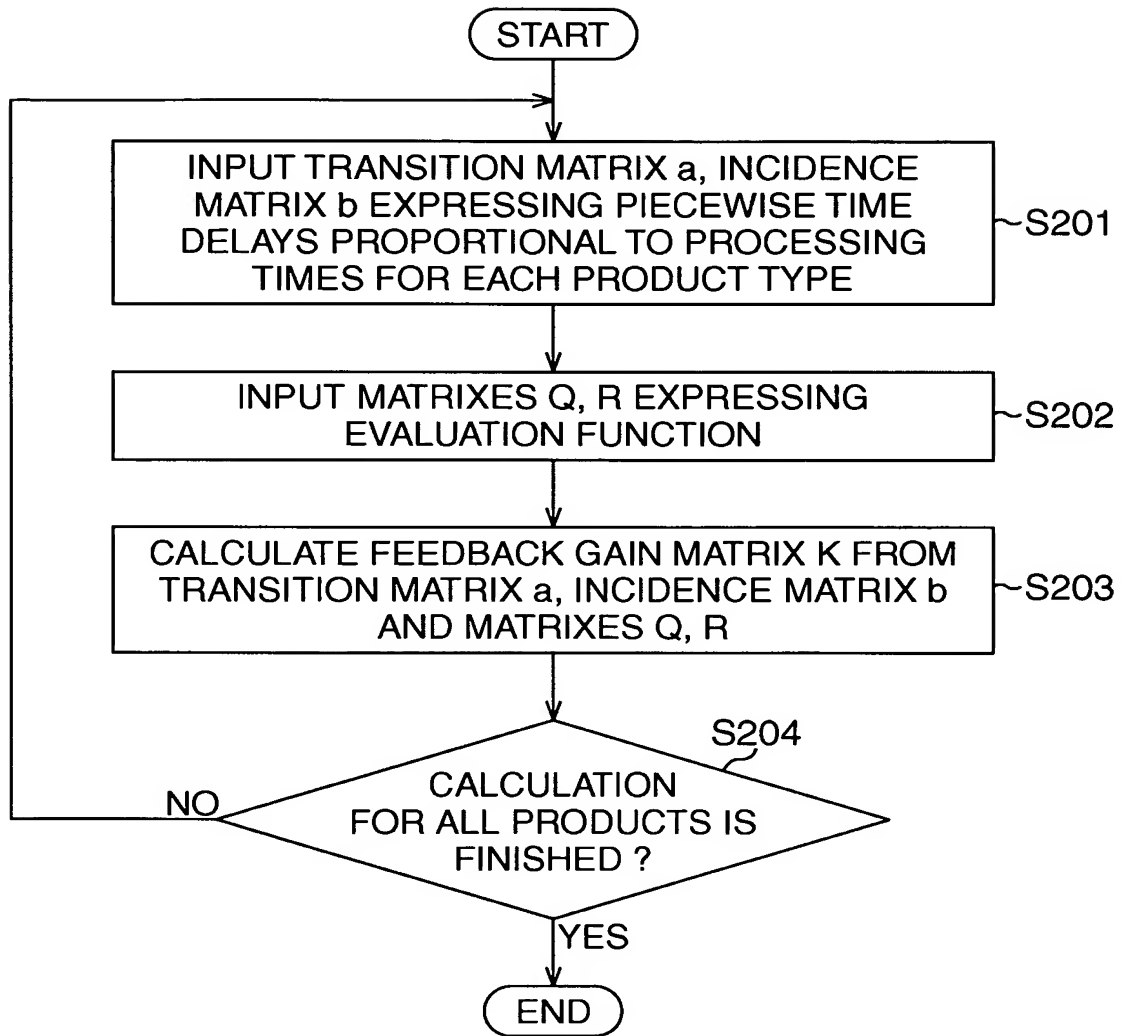 START
INPUT TRANSITION MATRIX a, INCIDENCE
MATRIX b EXPRESSING PIECEWISE TIME
DELAYS PROPORTIONAL TO PROCESSING
TIMES FOR EACH PRODUCT TYPE
S201
INPUT MATRIXES Q, R EXPRESSING
EVALUATION FUNCTION
S202
CALCULATE FEEDBACK GAIN MATRIX K FROM
TRANSITION MATRIX a, INCIDENCE MATRIX b
AND MATRIXES Q, R
S203
S204
CALCULATION
FOR ALL PRODUCTS IS
FINISHED ?
NO
YES
END